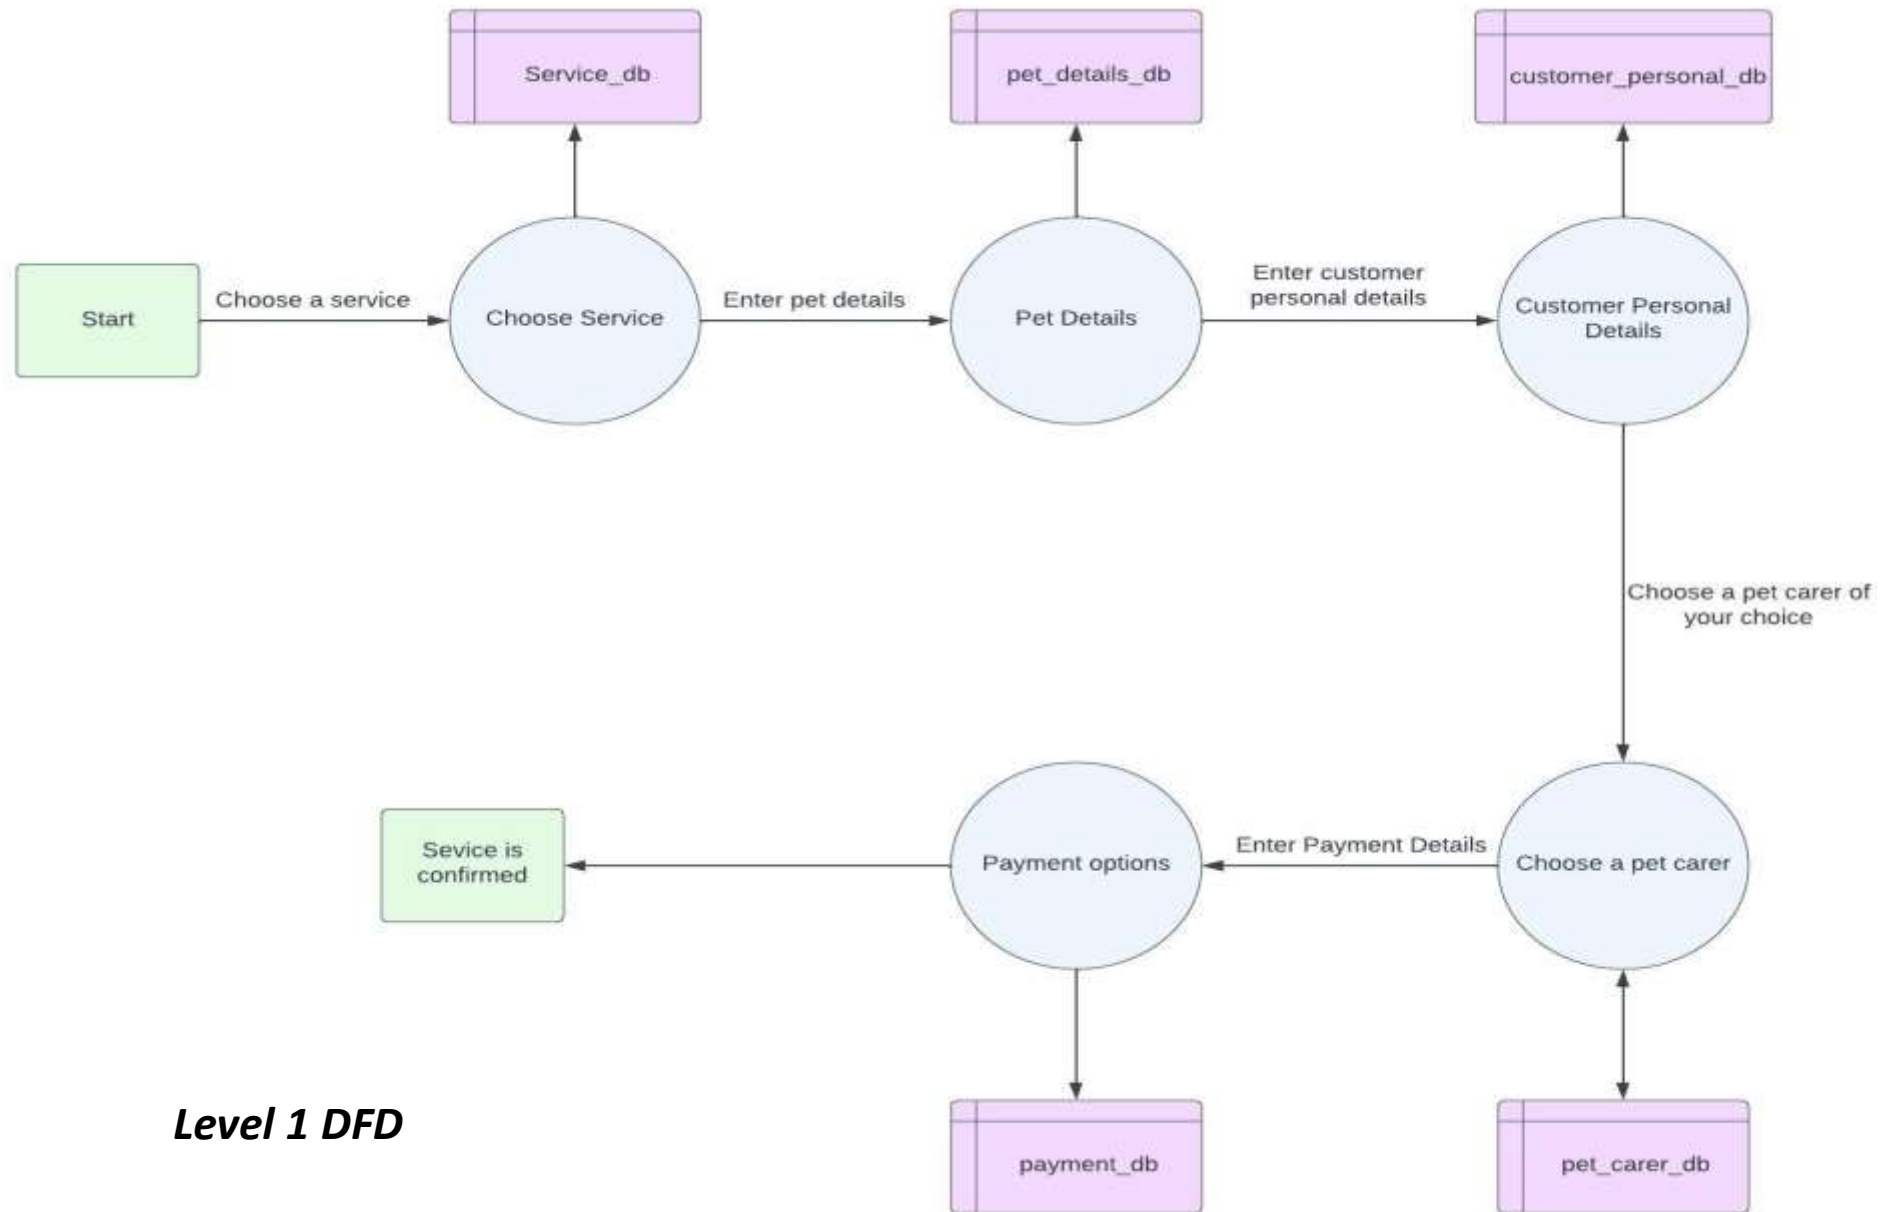 Service_db
pet_details_db
customer_personal_db
Start
Choose a service
Choose Service
Enter pet details
Pet Details
Enter customer
personal details
Customer Personal
Details
Choose a pet carer of
your choice
Sevice is
confirmed
Payment options
Enter Payment Details
Choose a pet carer
Level 1 DFD
payment_db
pet_carer_db